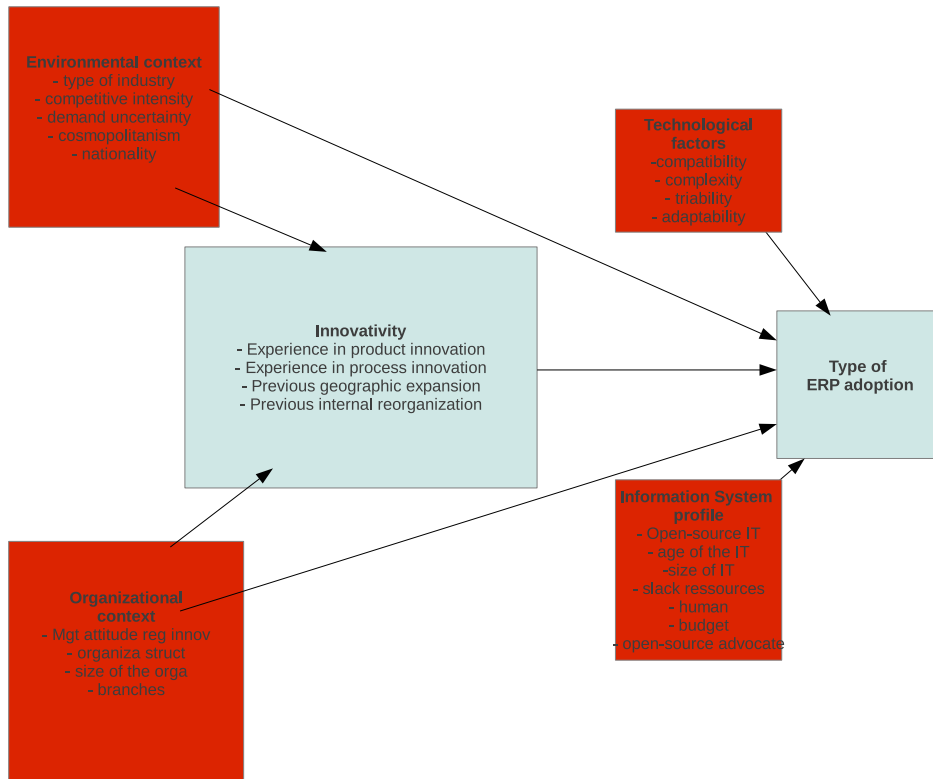 Environmental context
- type of industry
- competitive intensity
- demand uncertainty
- cosmopolitanism
- nationality
Technological
factors
-compatibility
- complexity
- triability
- adaptability
Innovativity
- Experience in product innovation
- Experience in process innovation
- Previous geographic expansion
- Previous internal reorganization
Type of
ERP adoption
Information System
profile
- Open-source IT
- age of the IT
-size of IT
- slack ressources
- human
- budget
- open-source advocate
Organizational
context
- Mgt attitude reg innov
- organiza struct
- size of the orga
- branches